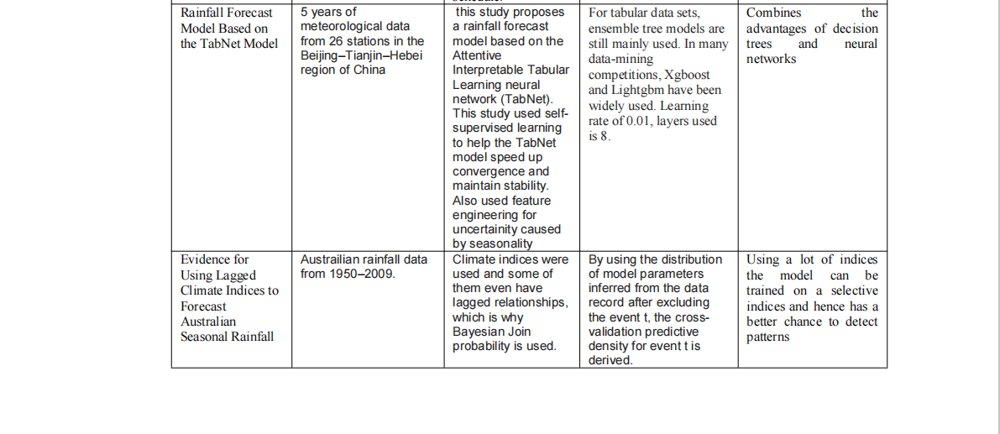 schedule.
Rainfall Forecast
Model Based on
the TabNet Model
5 years of
meteorological data
from 26 stations in the
Beijing–Tianjin–Hebei
region of China
this study proposes
a rainfall forecast
model based on the
Attentive
Interpretable Tabular
Learning neural
network (TabNet).
This study used self-
supervised learning
to help the TabNet
model speed up
convergence and
maintain stability.
Also used feature
engineering for
uncertainity caused
by seasonality
For tabular data sets,
ensemble tree models are
still mainly used. In many
data-mining
competitions, Xgboost
and Lightgbm have been
widely used. Learning
rate of 0.01, layers used
is 8.
Combines the
advantages of decision
trees and neural
networks
Evidence for
Using Lagged
Climate Indices to
Forecast
Australian
Seasonal Rainfall
Austrailian rainfall data
from 1950–2009.
Climate indices were
used and some of
them even have
lagged relationships,
which is why
Bayesian Join
probability is used.
By using the distribution
of model parameters
inferred from the data
record after excluding
the event t, the cross-
validation predictive
density for event t is
derived.
Using a lot of indices
the model can be
trained on a selective
indices and hence has a
better chance to detect
patterns